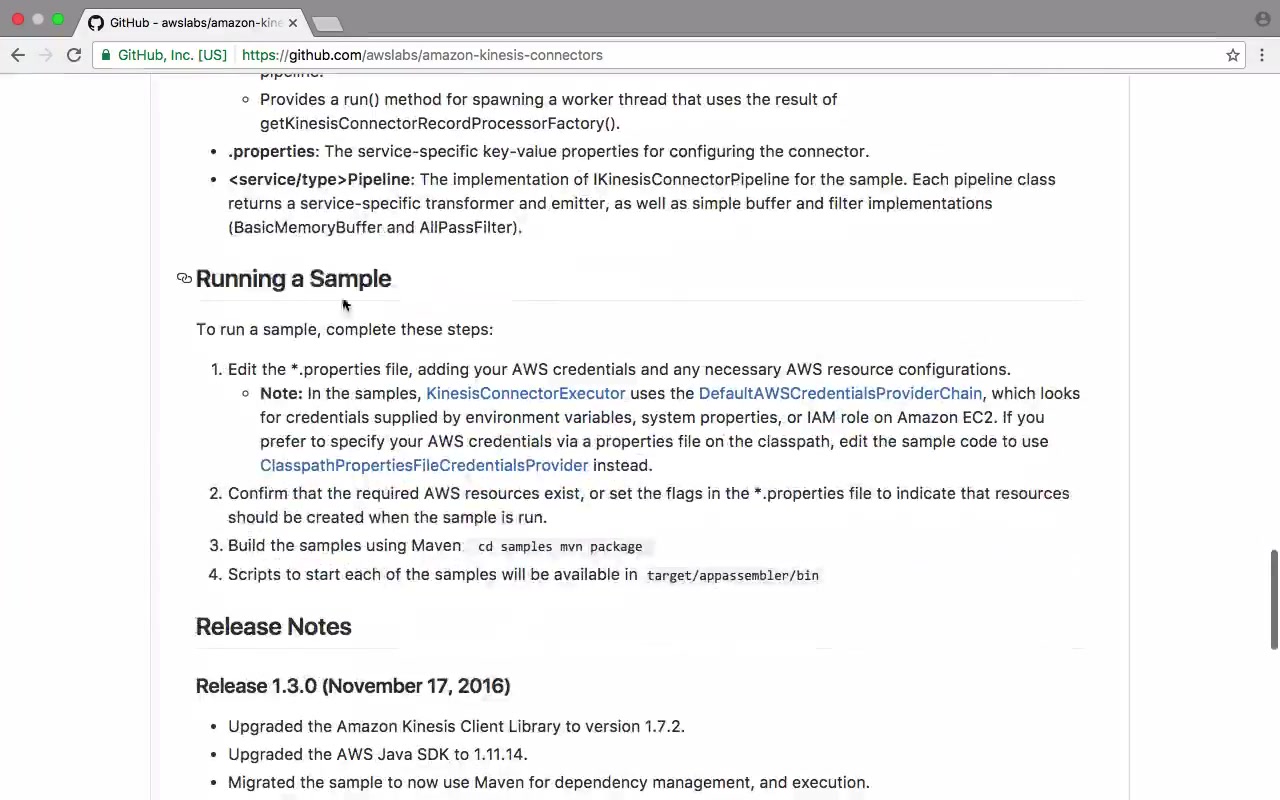 GitHub - awslabs/amazon-kine
GitHub, Inc. [US] https://github.com/awslabs/amazon-kinesis-connectors
pipeline.
Provides a run() method for spawning a worker thread that uses the result of
getKinesisConnectorRecordProcessorFactory().
.properties: The service-specific key-value properties for configuring the connector.
<service/type>Pipeline: The implementation of IKinesisConnectorPipeline for the sample. Each pipeline class
returns a service-specific transformer and emitter, as well as simple buffer and filter implementations
(BasicMemoryBuffer and AllPassFilter).
Running a Sample
To run a sample, complete these steps:
1. Edit the *.properties file, adding your AWS credentials and any necessary AWS resource configurations.
Note: In the samples, KinesisConnectorExecutor uses the DefaultAWSCredentialsProviderChain, which looks
for credentials supplied by environment variables, system properties, or IAM role on Amazon EC2. If you
prefer to specify your AWS credentials via a properties file on the classpath, edit the sample code to use
ClasspathPropertiesFileCredentialsProvider instead.
2. Confirm that the required AWS resources exist, or set the flags in the *.properties file to indicate that resources
should be created when the sample is run.
3. Build the samples using Maven: cd samples mvn package
4. Scripts to start each of the samples will be available in target/appassembler/bin
Release Notes
Release 1.3.0 (November 17, 2016)
Upgraded the Amazon Kinesis Client Library to version 1.7.2.
Upgraded the AWS Java SDK to 1.11.14.
Migrated the sample to now use Maven for dependency management, and execution.